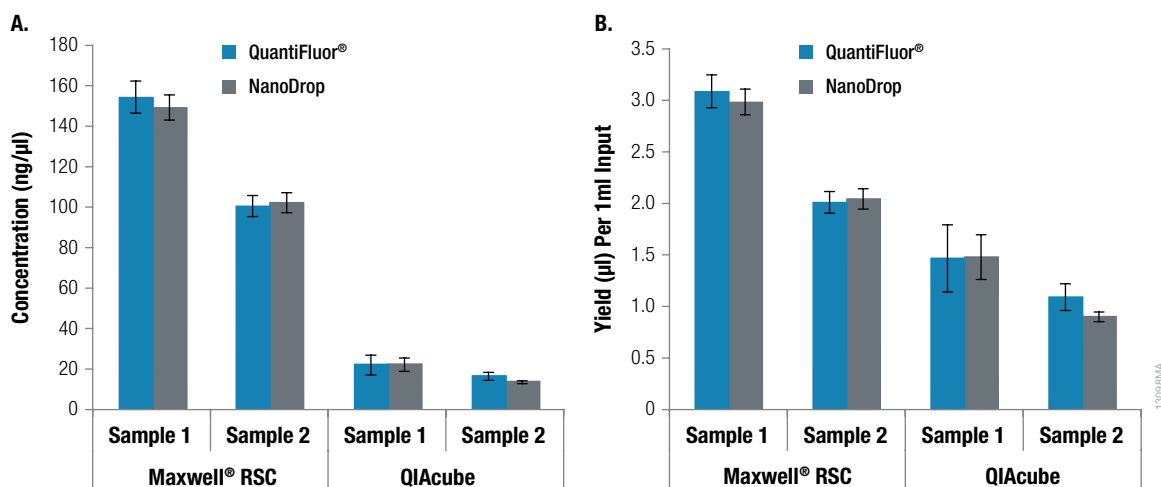 A.
Concentration (ng/µl)
180
160
140
120
100
80
60
40
20
0
QuantiFluor®
NanoDrop
Sample 1
Sample 2
Sample 1
Sample 2
Maxwell® RSC
QIAcube
B.
Yield (µl) Per 1ml Input
3.5
3.0
2.5
2.0
1.5
1.0
0.5
0
QuantiFluor®
NanoDrop
Sample 1
Sample 2
Sample 1
Sample 2
Maxwell® RSC
QIAcube
13098MA